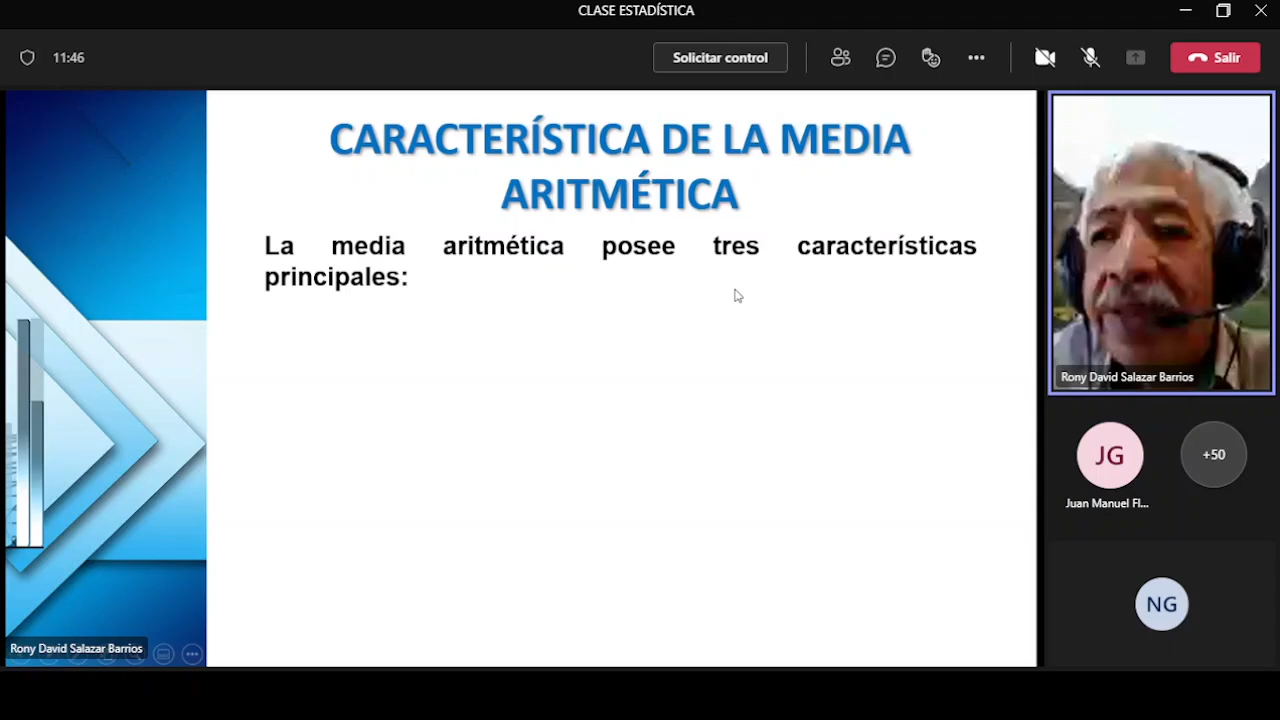 CLASE ESTADÍSTICA
11:46
Solicitar control
Salir
CARACTERÍSTICA DE LA MEDIA
ARITMÉTICA
La media aritmética posee tres características
principales:
Rony David Salazar Barrios
JG
+50
Juan Manuel Fl...
NG
Rony David Salazar Barrios